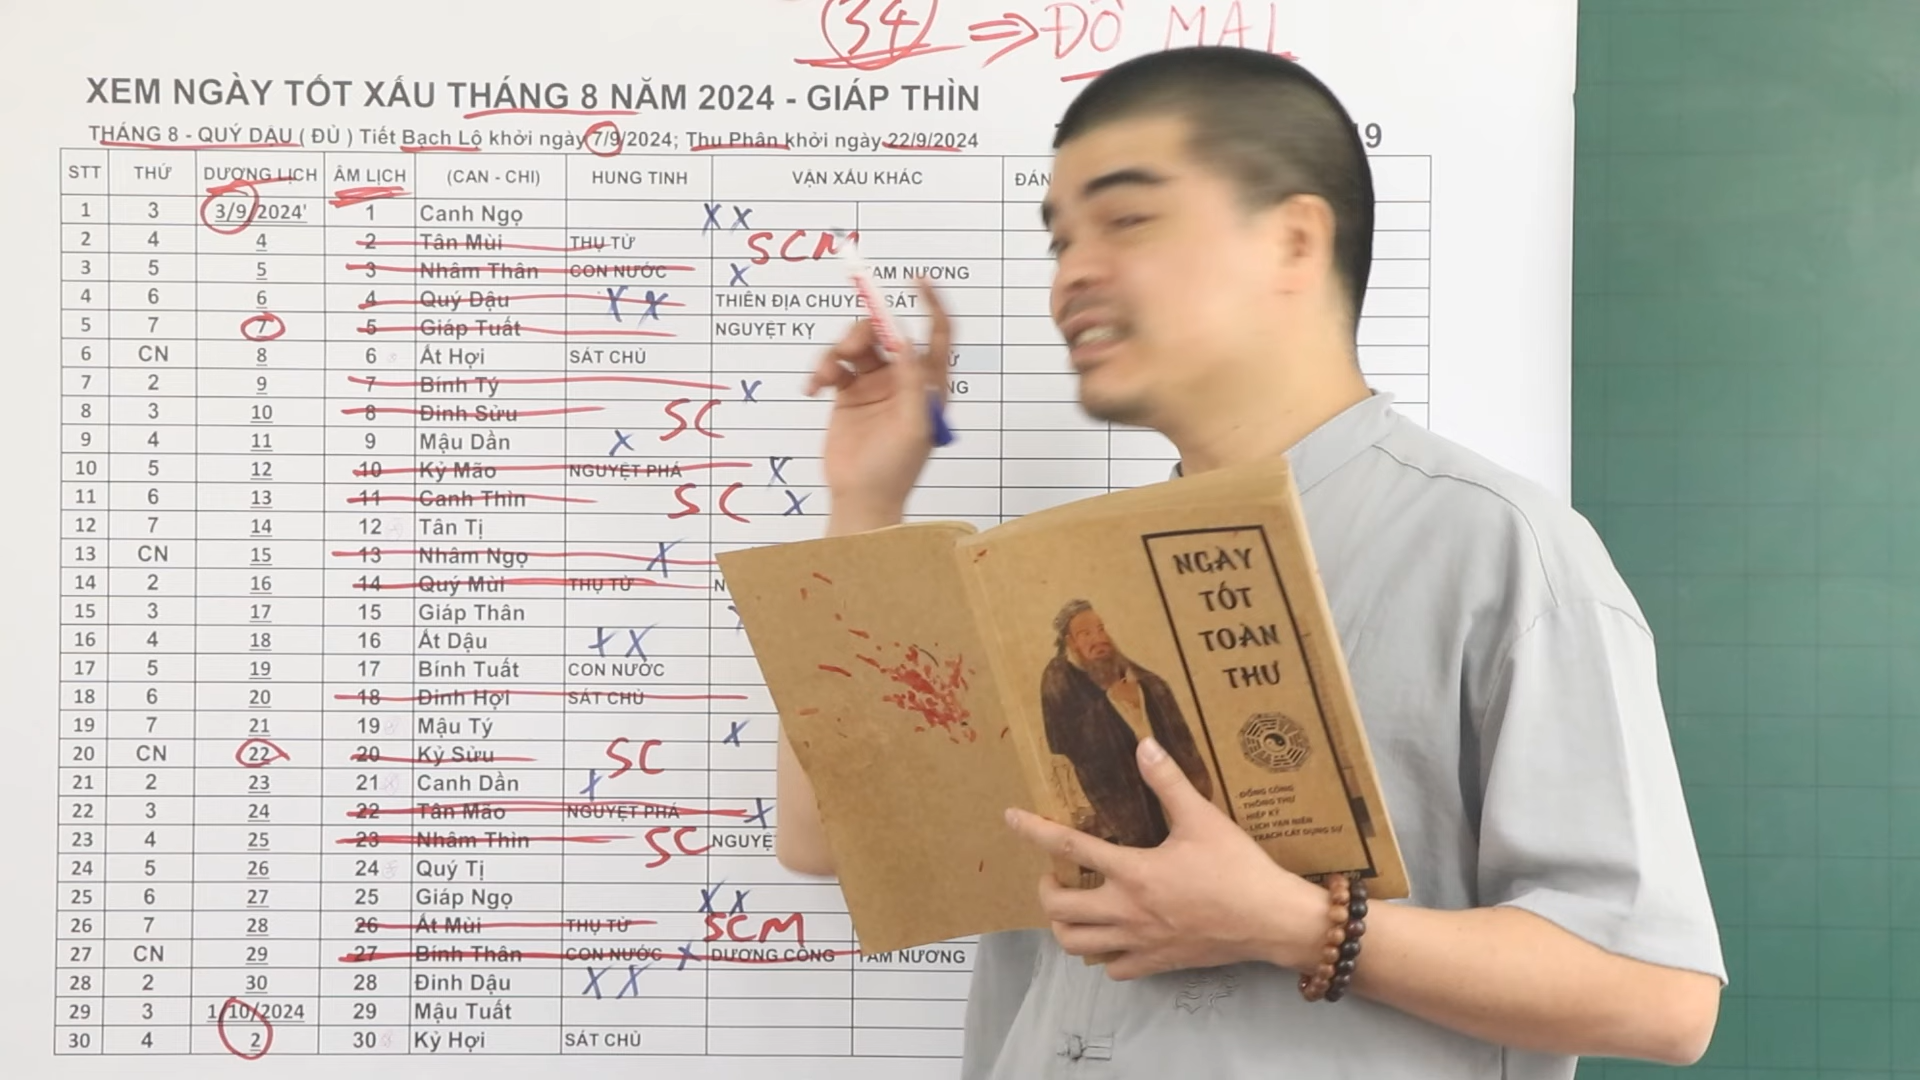 34 ⇒ ĐỖ MAI
XEM NGÀY TỐT XẤU THÁNG 8 NĂM 2024 - GIÁP THÌN
THÁNG 8 - QUÝ DẬU ( ĐỦ ) Tiết Bạch Lộ khởi ngày 7/9/2024; Thu Phân khởi ngày 22/9/2024
STT THỨ DƯƠNG LỊCH ÂM LỊCH (CAN - CHI) HUNG TINH VẬN XẤU KHÁC
1 3 3/9/2024' 1 Canh Ngọ X X
2 4 4 2 Tân Mùi THỤ TỬ SCM
3 5 5 3 Nhâm Thân CON NƯỚC X TAM NƯƠNG
4 6 6 4 Quý Dậu X X THIÊN ĐỊA CHUYỂN SÁT
5 7 7 5 Giáp Tuất NGUYỆT KỴ
6 CN 8 6 Ất Hợi SÁT CHỦ
7 2 9 7 Bính Tý X
8 3 10 8 Đinh Sửu SC
9 4 11 9 Mậu Dần X
10 5 12 10 Kỷ Mão NGUYỆT PHÁ X
11 6 13 11 Canh Thìn SC X
12 7 14 12 Tân Tị
13 CN 15 13 Nhâm Ngọ X
14 2 16 14 Quý Mùi THỤ TỬ
15 3 17 15 Giáp Thân
16 4 18 16 Ất Dậu X X
17 5 19 17 Bính Tuất CON NƯỚC
18 6 20 18 Đinh Hợi SÁT CHỦ
19 7 21 19 Mậu Tý X
20 CN 22 20 Kỷ Sửu SC
21 2 23 21 Canh Dần X
22 3 24 22 Tân Mão NGUYỆT PHÁ X
23 4 25 23 Nhâm Thìn SC
24 5 26 24 Quý Tị
25 6 27 25 Giáp Ngọ X X
26 7 28 26 Ất Mùi THỤ TỬ SCM
27 CN 29 27 Bính Thân CON NƯỚC X DƯƠNG CÔNG TAM NƯƠNG
28 2 30 28 Đinh Dậu X X
29 3 1/10/2024 29 Mậu Tuất
30 4 2 30 Kỷ Hợi SÁT CHỦ
NGÀY
TỐT
TOÀN
THƯ
- ĐỔNG CÔNG
- THÔNG THƯ
- HIỆP KỶ
- LỊCH VẠN NIÊN
- TRẠCH CÁT DỤNG SỰ